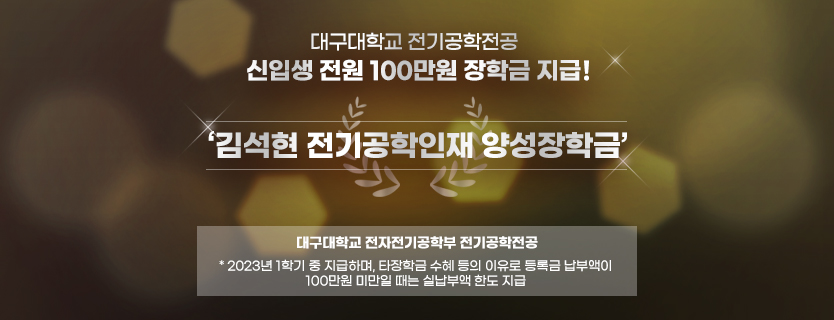 대구대학교 전기공학전공
신입생 전원 100만원 장학금 지급!
‘김석현 전기공학인재 양성장학금’
대구대학교 전자전기공학부 전기공학전공
* 2023년 1학기 중 지급하며, 타장학금 수혜 등의 이유로 등록금 납부액이
100만원 미만일 때는 실납부액 한도 지급